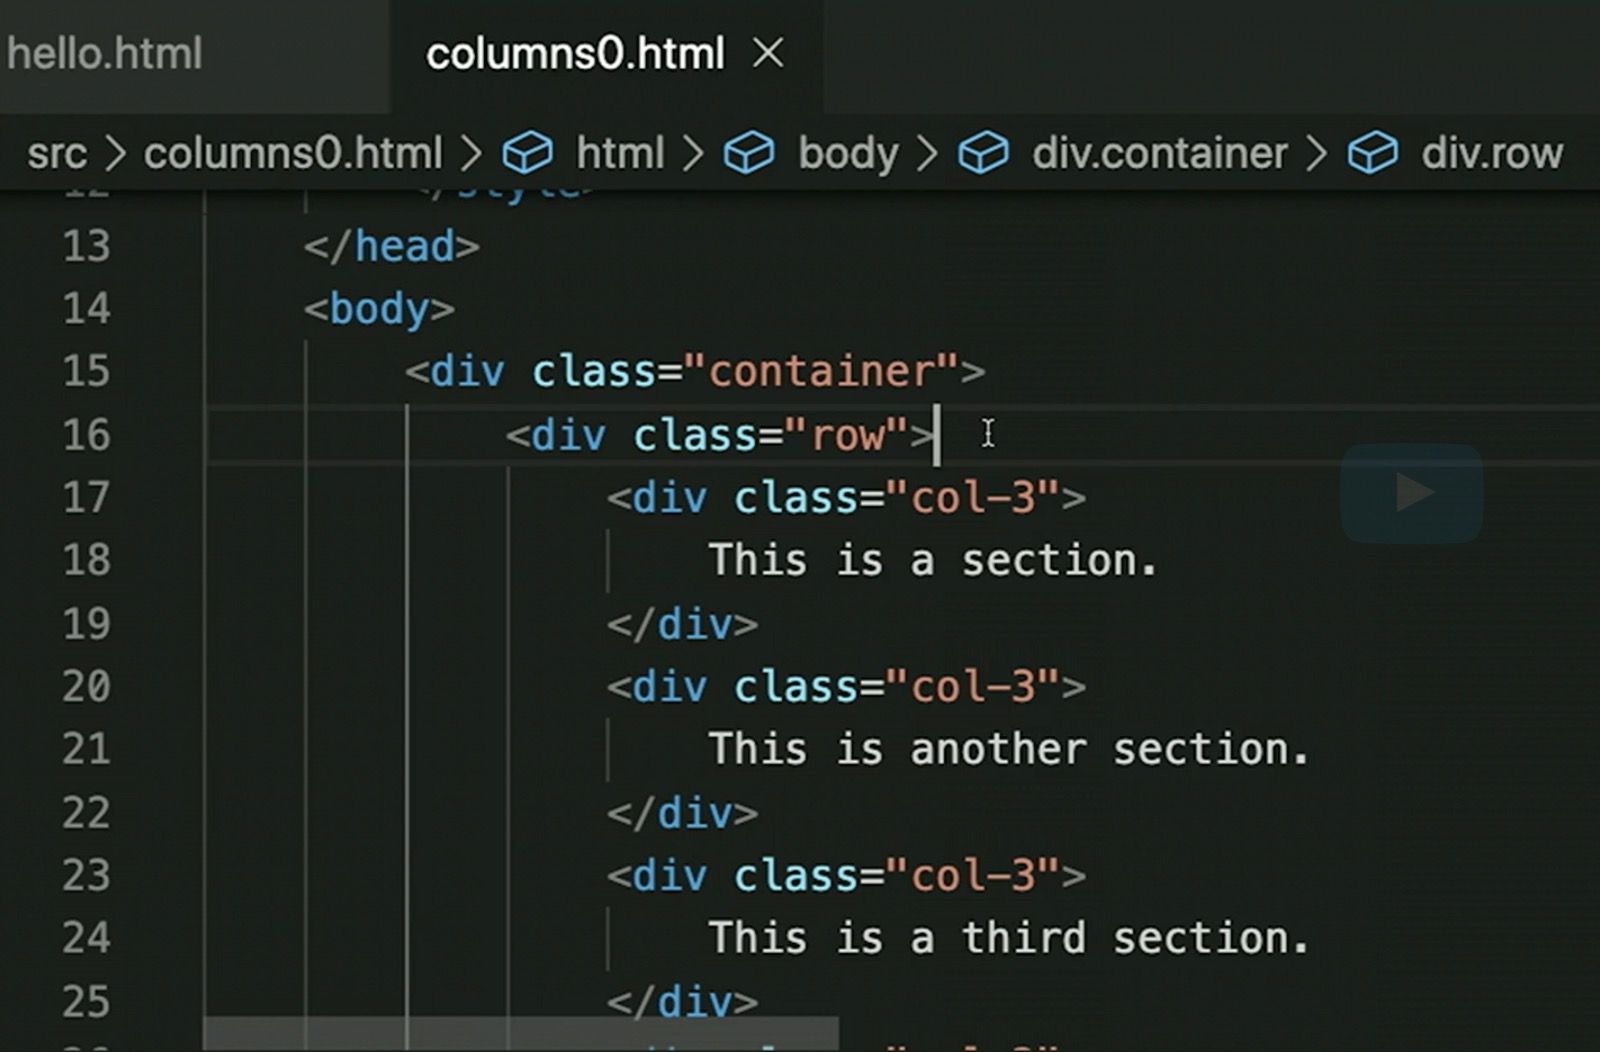 hello.html columns0.html
src > columns0.html > html > body > div.container > div.row
12 </style>
13 </head>
14 <body>
15 <div class="container">
16 <div class="row">
17 <div class="col-3">
18 This is a section.
19 </div>
20 <div class="col-3">
21 This is another section.
22 </div>
23 <div class="col-3">
24 This is a third section.
25 </div>